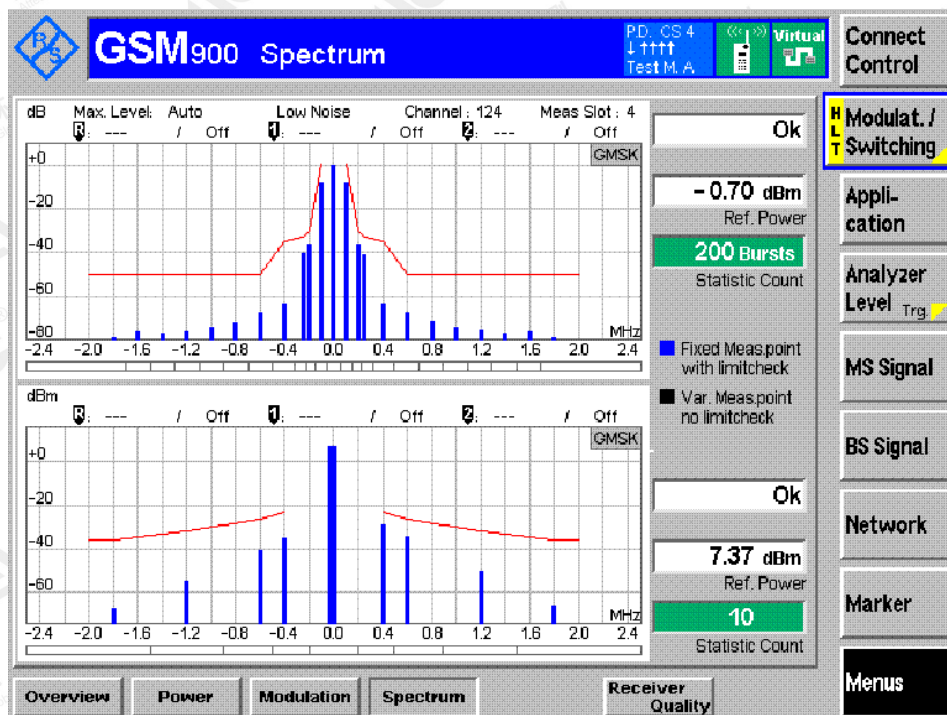 R S
GSM900 Spectrum
P.D. CS 4
↓↑↑↑↑
Test M. A
Virtual
Connect
Control
dB Max. Level: Auto Low Noise Channel : 124 Meas Slot : 4
R : --- / Off 1 : --- / Off 2 : --- / Off
GMSK
+0
-20
-40
-60
-80
MHz
-2.4 -2.0 -1.6 -1.2 -0.8 -0.4 0.0 0.4 0.8 1.2 1.6 2.0 2.4
Ok
-0.70 dBm
Ref. Power
200 Bursts
Statistic Count
Fixed Meas.point
with limitcheck
Var. Meas.point
no limitcheck
dBm
R : --- / Off 1 : --- / Off 2 : --- / Off
GMSK
+0
-20
-40
-60
MHz
-2.4 -2.0 -1.6 -1.2 -0.8 -0.4 0.0 0.4 0.8 1.2 1.6 2.0 2.4
Ok
7.37 dBm
Ref. Power
10
Statistic Count
HLT
Modulat. /
Switching
Appli-
cation
Analyzer
Level Trg.
MS Signal
BS Signal
Network
Marker
Menus
Overview Power Modulation Spectrum Receiver
Quality